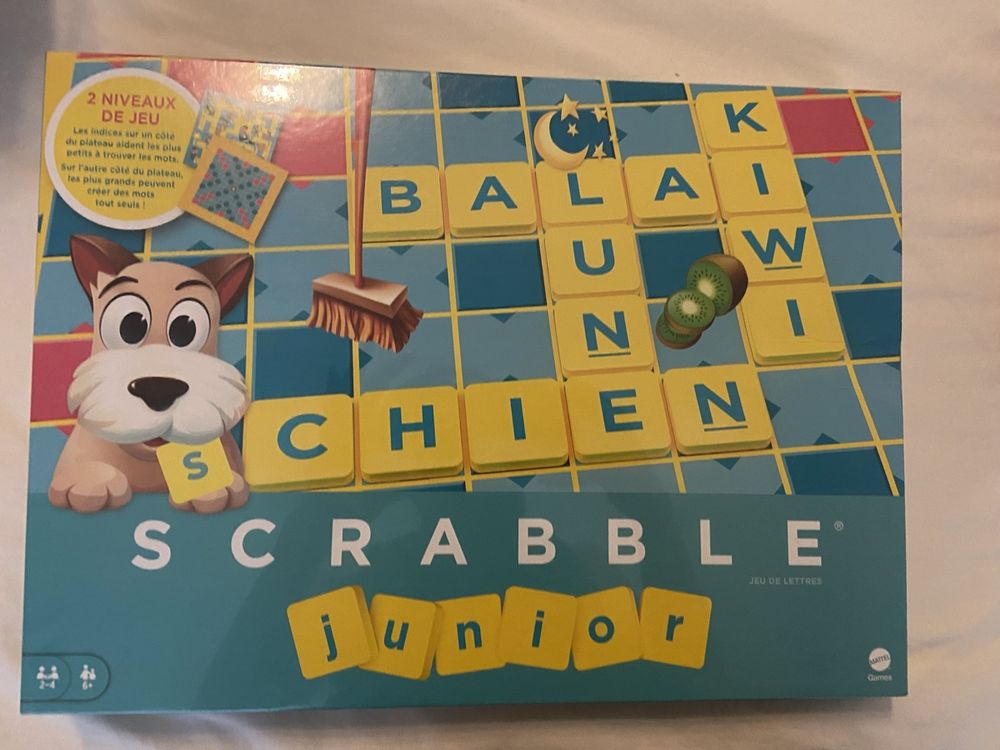 2 NIVEAUX
DE JEU
Les indices sur un côté
du plateau aident les plus
petits à trouver les mots.
Sur l'autre côté du plateau,
les plus grands peuvent
créer des mots
tout seuls !
K
BALAI
U
W
N
I
S
CHIEN
SCRABBLE®
JEU DE LETTRES
junior
2-4
6+
MATTEL
Games